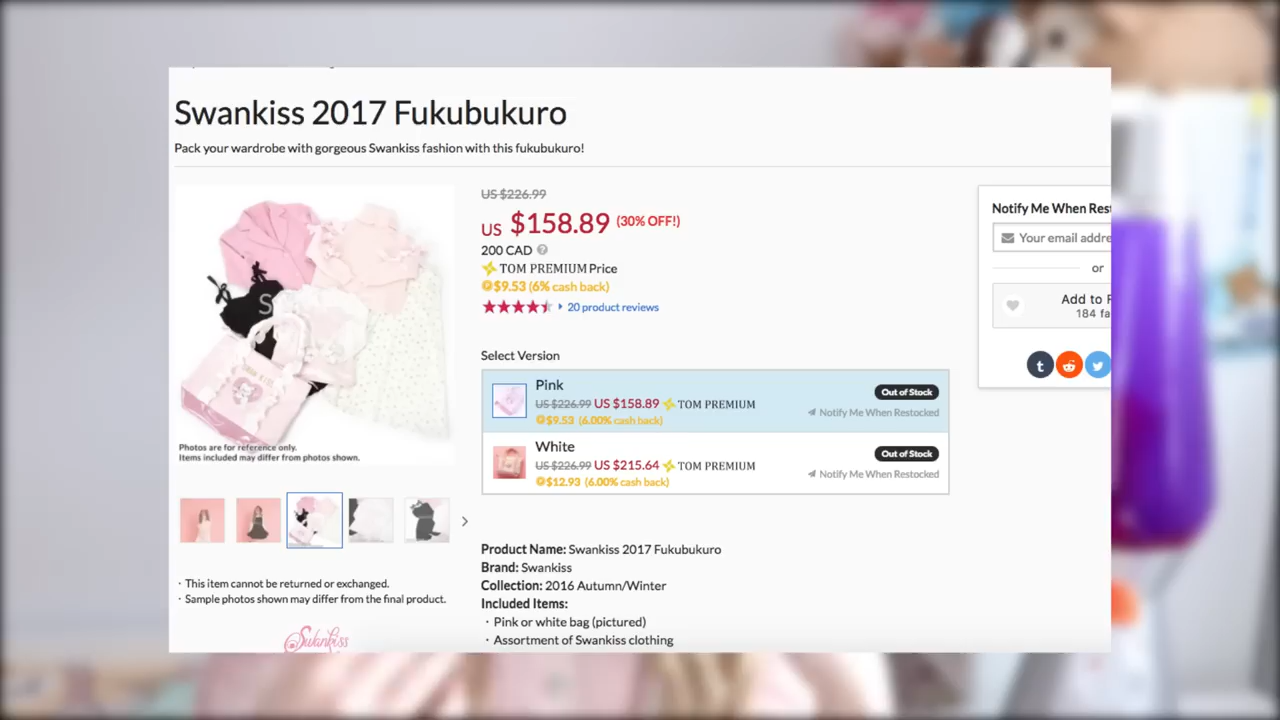 Swankiss 2017 Fukubukuro
Pack your wardrobe with gorgeous Swankiss fashion with this fukubukuro!
US $226.99
US $158.89 (30% OFF!)
200 CAD ?
TOM PREMIUM Price
$9.53 (6% cash back)
20 product reviews
Select Version
Pink
US $226.99 US $158.89 TOM PREMIUM
$9.53 (6.00% cash back)
Out of Stock
Notify Me When Restocked
White
US $226.99 US $215.64 TOM PREMIUM
$12.93 (6.00% cash back)
Out of Stock
Notify Me When Restocked
Notify Me When Rest
Your email addre
or
Add to F
184 fa
Photos are for reference only.
Items included may differ from photos shown.
· This item cannot be returned or exchanged.
· Sample photos shown may differ from the final product.
Swankiss
Product Name: Swankiss 2017 Fukubukuro
Brand: Swankiss
Collection: 2016 Autumn/Winter
Included Items:
· Pink or white bag (pictured)
· Assortment of Swankiss clothing